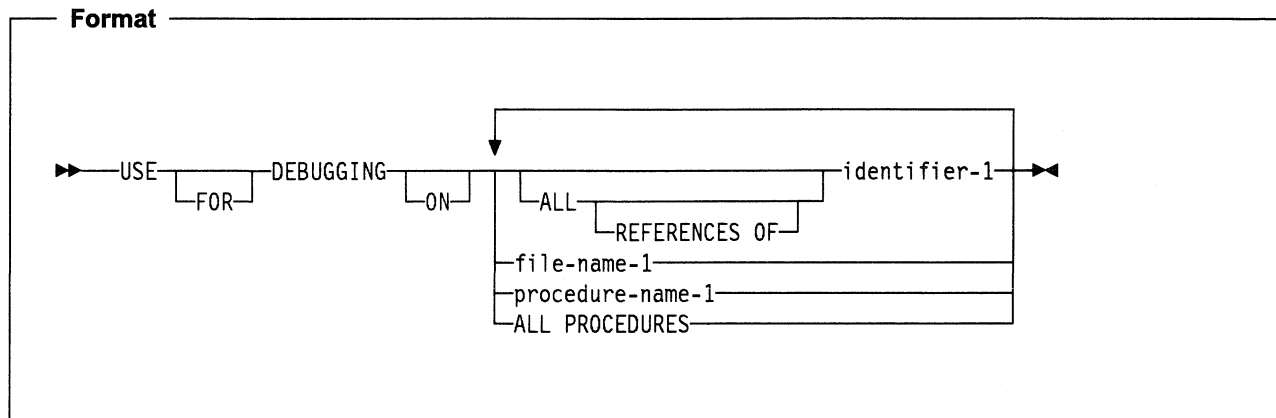 Format
USE FOR DEBUGGING ON ALL REFERENCES OF identifier-1
file-name-1
procedure-name-1
ALL PROCEDURES